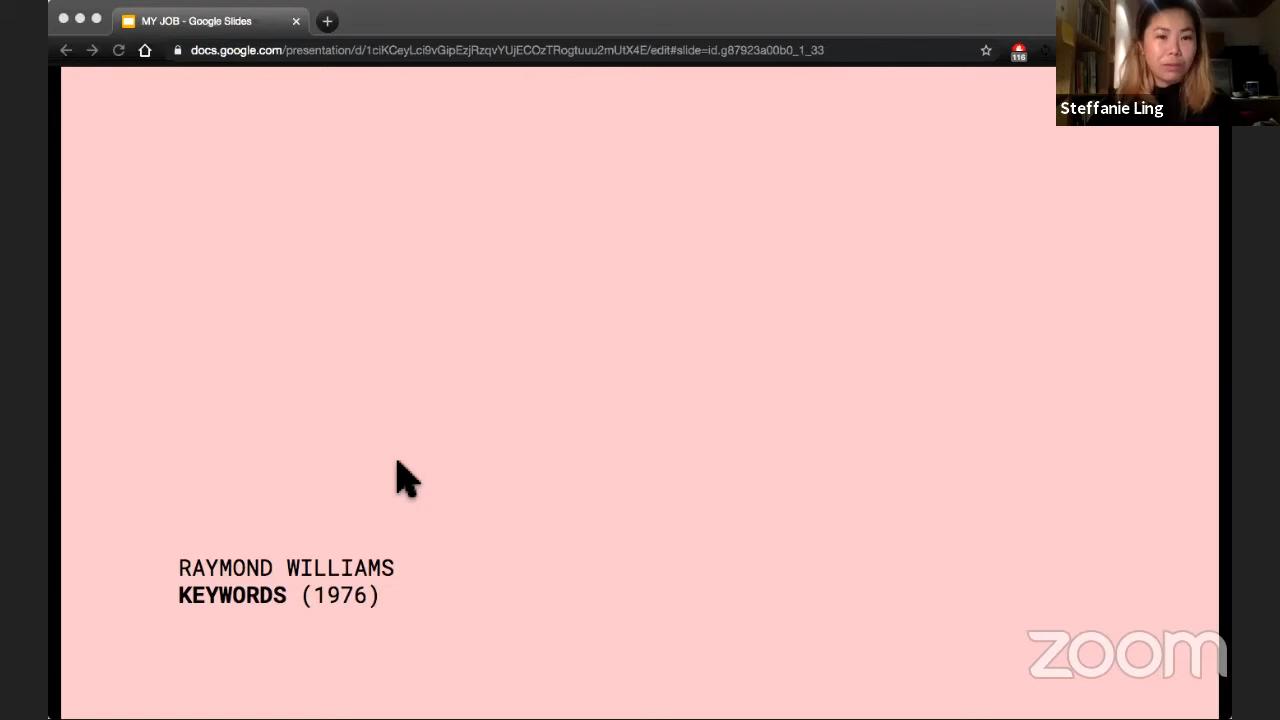 MY JOB - Google Slides
docs.google.com/presentation/d/1ciKCeyLci9vGipEzjRzqvYUjECOzTRogtuuu2mUtX4E/edit#slide=id.g87923a00b0_1_33
116
Steffanie Ling
RAYMOND WILLIAMS
KEYWORDS (1976)
zoom